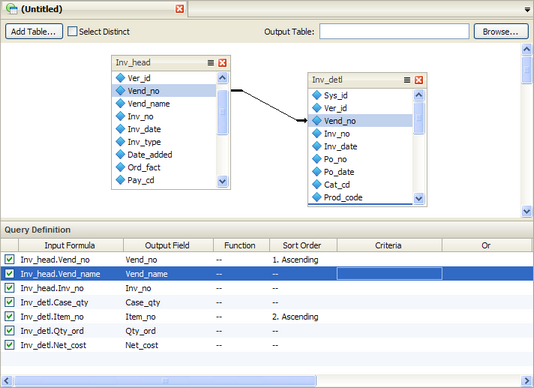 (Untitled)
Add Table... Select Distinct Output Table: Browse...
Inv_head
Ver_id
Vend_no
Vend_name
Inv_no
Inv_date
Inv_type
Date_added
Ord_fact
Pay_cd
Inv_detl
Sys_id
Ver_id
Vend_no
Inv_no
Inv_date
Po_no
Po_date
Cat_cd
Prod_code
Query Definition
Input Formula Output Field Function Sort Order Criteria Or
Inv_head.Vend_no Vend_no -- 1. Ascending
Inv_head.Vend_name Vend_name -- --
Inv_head.Inv_no Inv_no -- --
Inv_detl.Case_qty Case_qty -- --
Inv_detl.Item_no Item_no -- 2. Ascending
Inv_detl.Qty_ord Qty_ord -- --
Inv_detl.Net_cost Net_cost -- --